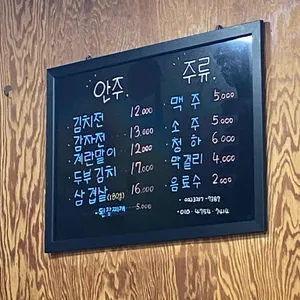 안주.
김치전 12,000
감자전 13,000
계란말이 12,000
두부김치 17,000
삼겹살(180g) 16,000
+된장찌개 5,000
주류.
맥주 5,000
소주 5,000
청하 6,000
막걸리 4,000
음료수 2,000